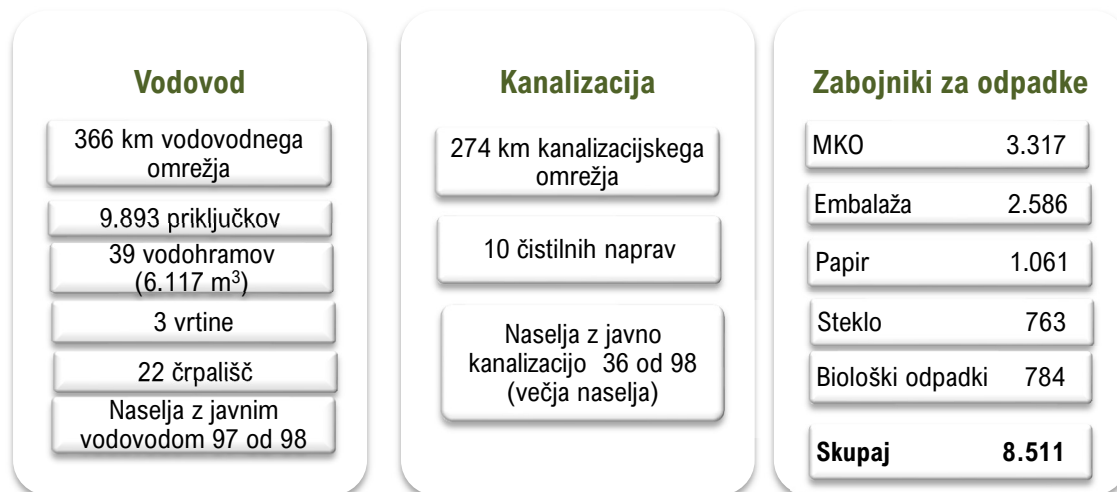 Vodovod
366 km vodovodnega
omrežja
9.893 priključkov
39 vodohramov
(6.117 m³)
3 vrtine
22 črpališč
Naselja z javnim
vodovodom 97 od 98
Kanalizacija
274 km kanalizacijskega
omrežja
10 čistilnih naprav
Naselja z javno
kanalizacijo 36 od 98
(večja naselja)
Zabojniki za odpadke
MKO 3.317
Embalaža 2.586
Papir 1.061
Steklo 763
Biološki odpadki 784
Skupaj 8.511